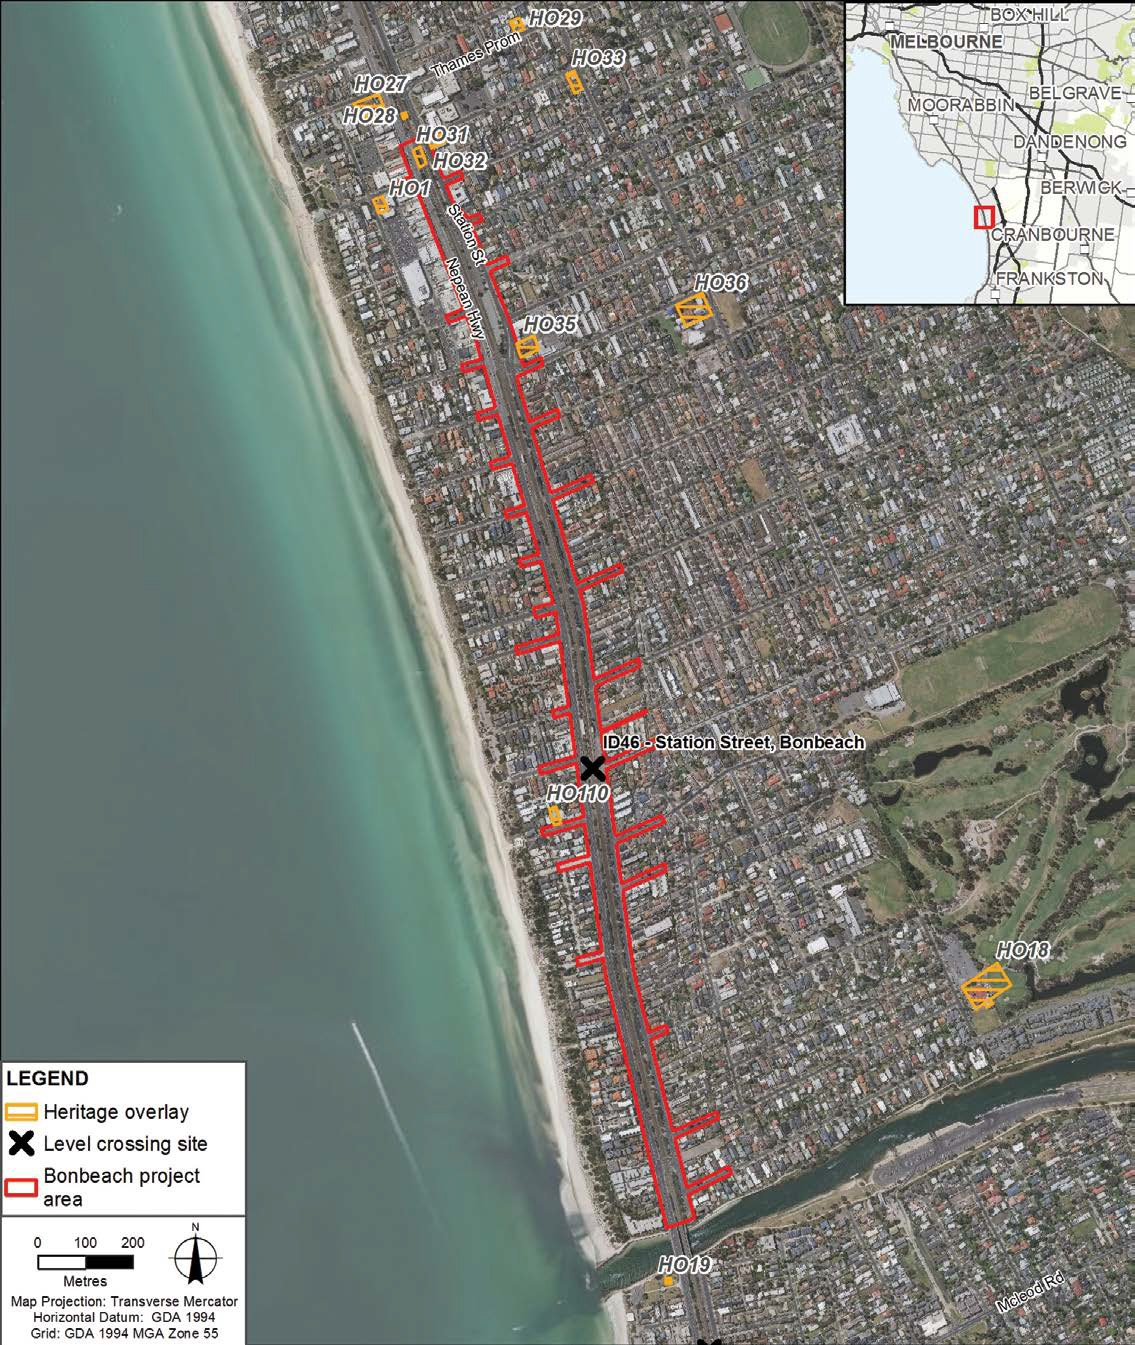 HO29
Thames Prom
HO33
HO27
HO28
HO31
HO32
HO1
Station St
Nepean Hwy
HO36
HO35
BOX HILL
MELBOURNE
BELGRAVE
MOORABBIN
DANDENONG
BERWICK
CRANBOURNE
FRANKSTON
ID46 - Station Street, Bonbeach
HO110
HO18
HO19
Mcleod Rd
LEGEND
Heritage overlay
Level crossing site
Bonbeach project
area
0 100 200
Metres
N
Map Projection: Transverse Mercator
Horizontal Datum: GDA 1994
Grid: GDA 1994 MGA Zone 55